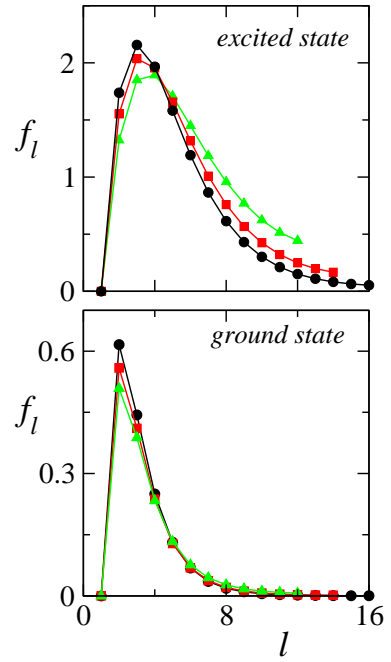 excited state
2
f_l
1
0
ground state
0.6
f_l
0.3
0
0 8 16
l